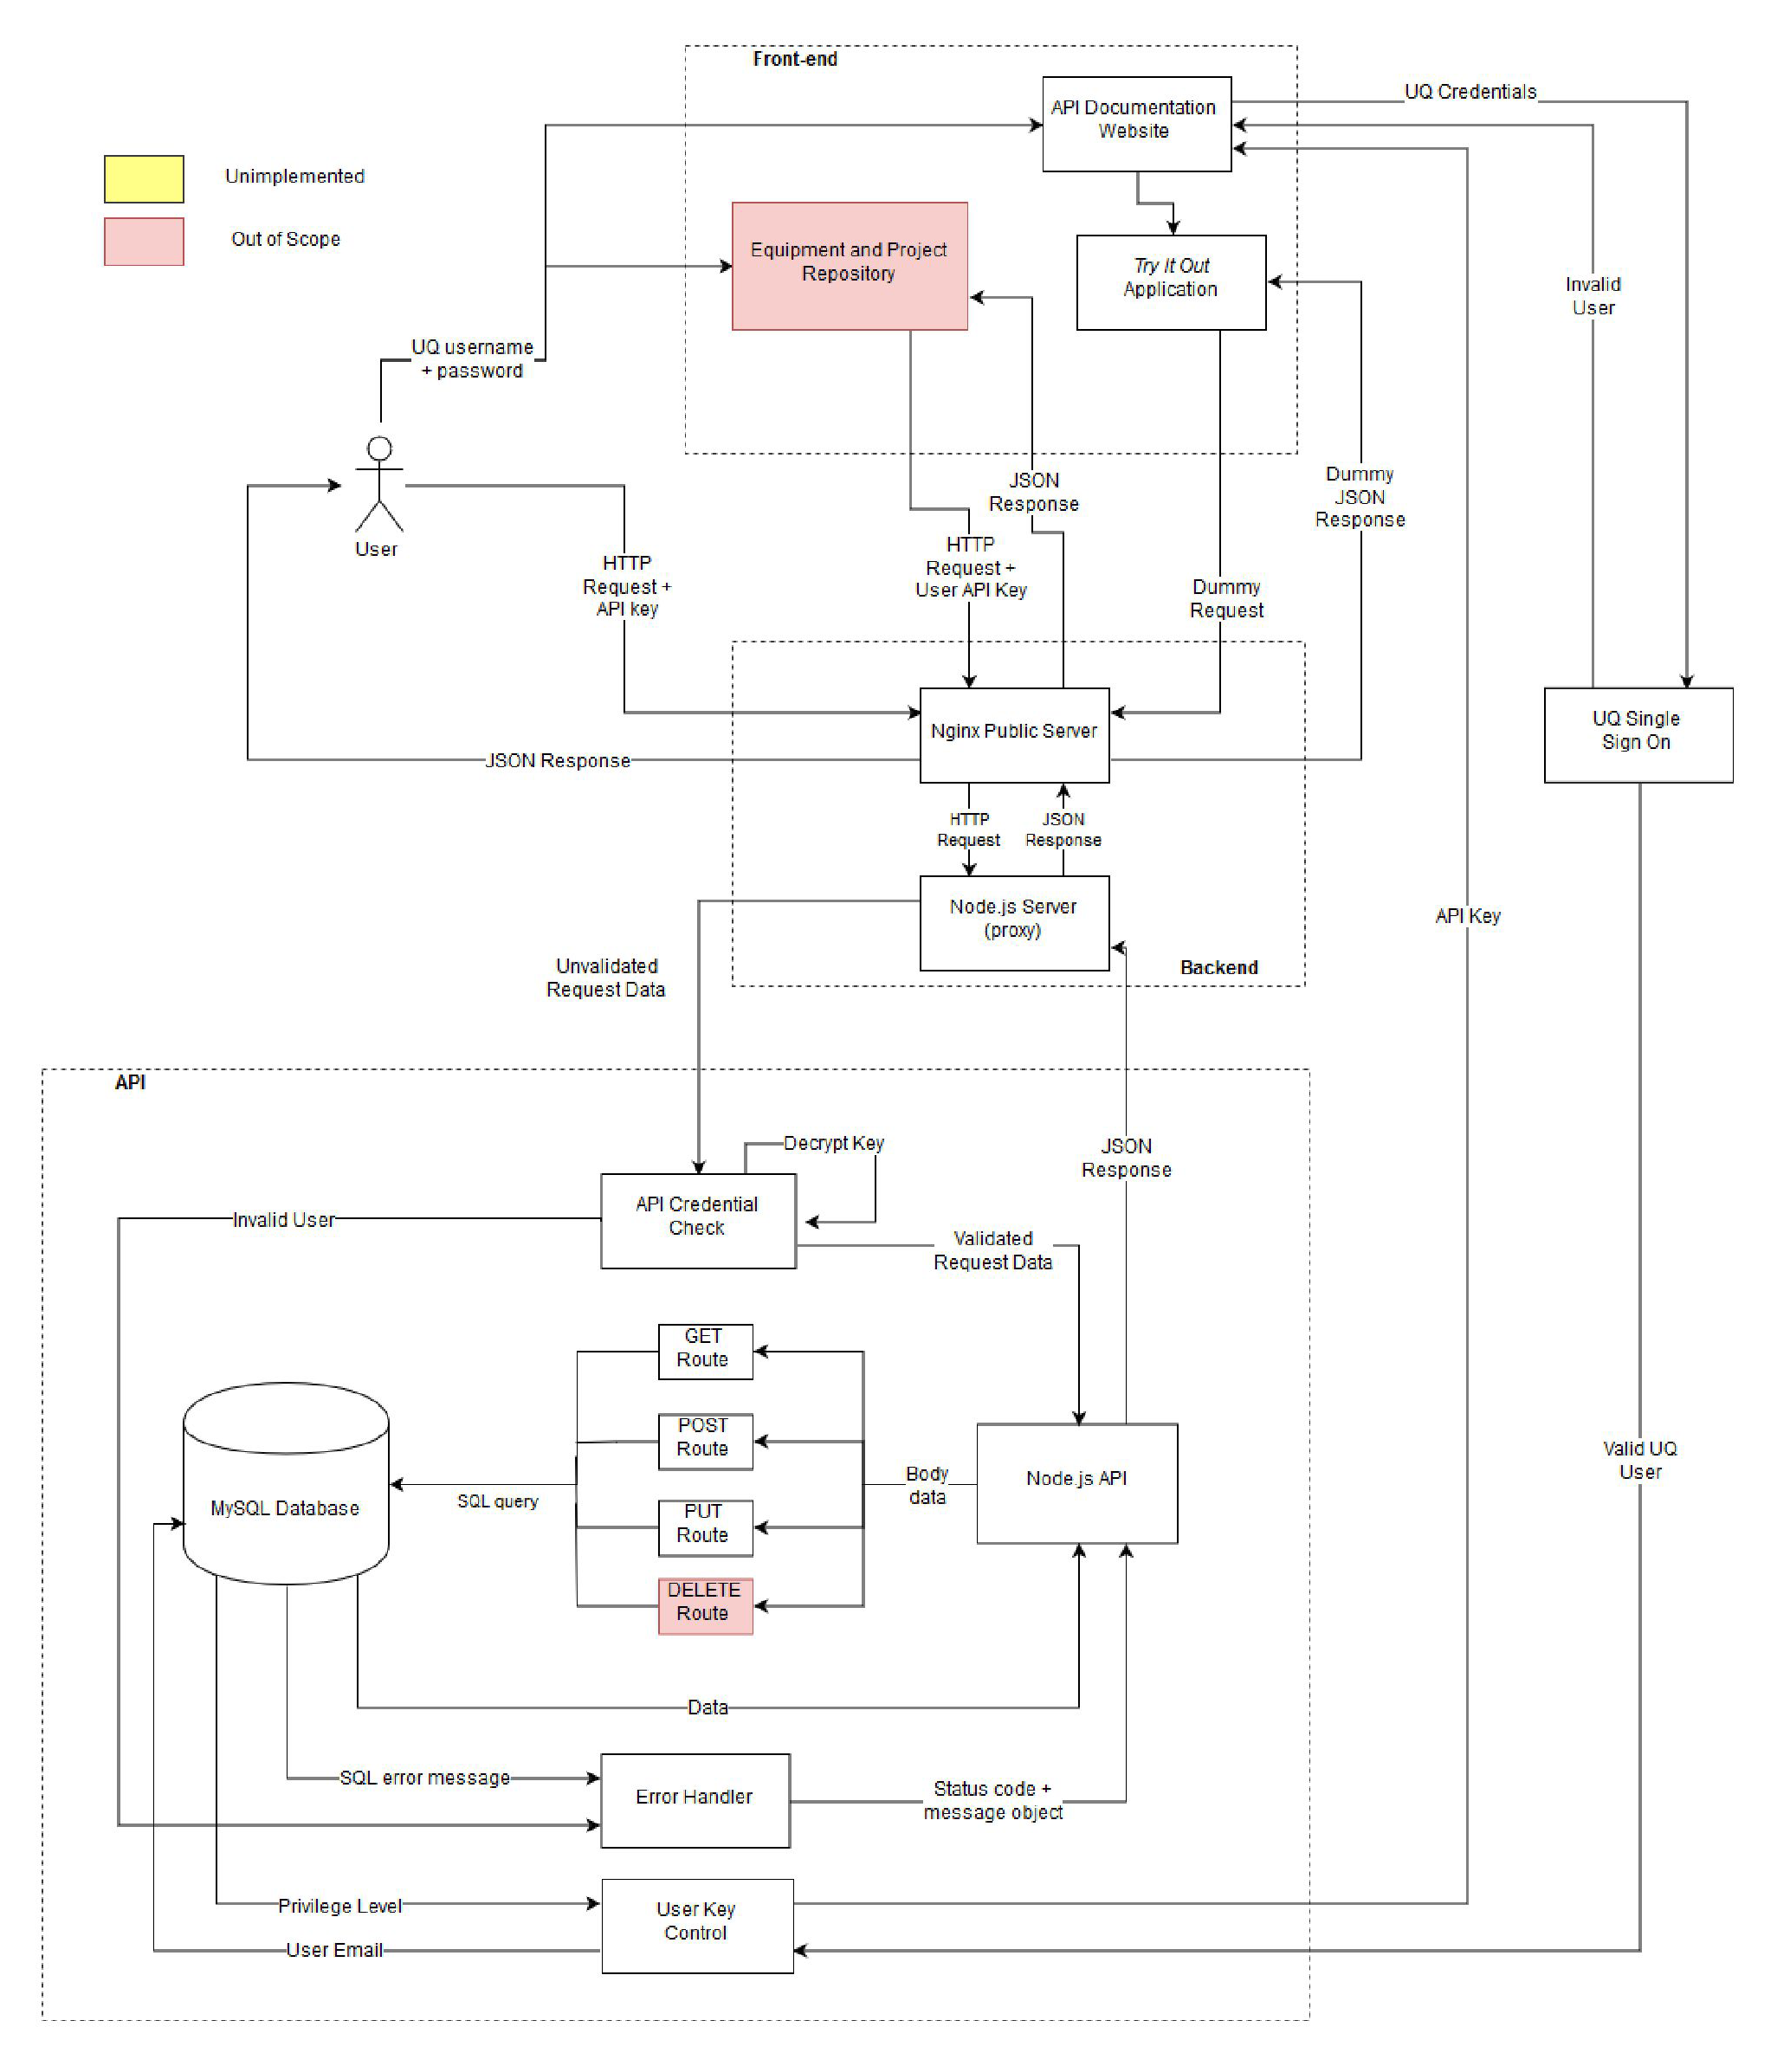 Front-end
API Documentation
Website
UQ Credentials
Unimplemented
Out of Scope
Equipment and Project
Repository
Try It Out
Application
Invalid
User
UQ username
+ password
User
JSON
Response
Dummy
JSON
Response
HTTP
Request +
API key
HTTP
Request +
User API Key
Dummy
Request
Nginx Public Server
UQ Single
Sign On
JSON Response
HTTP
Request
JSON
Response
Node.js Server
(proxy)
API Key
Unvalidated
Request Data
Backend
API
Decrypt Key
JSON
Response
API Credential
Check
Invalid User
Validated
Request Data
GET
Route
POST
Route
PUT
Route
DELETE
Route
Body
data
Node.js API
SQL query
MySQL Database
Valid UQ
User
Data
SQL error message
Error Handler
Status code +
message object
Privilege Level
User Key
Control
User Email